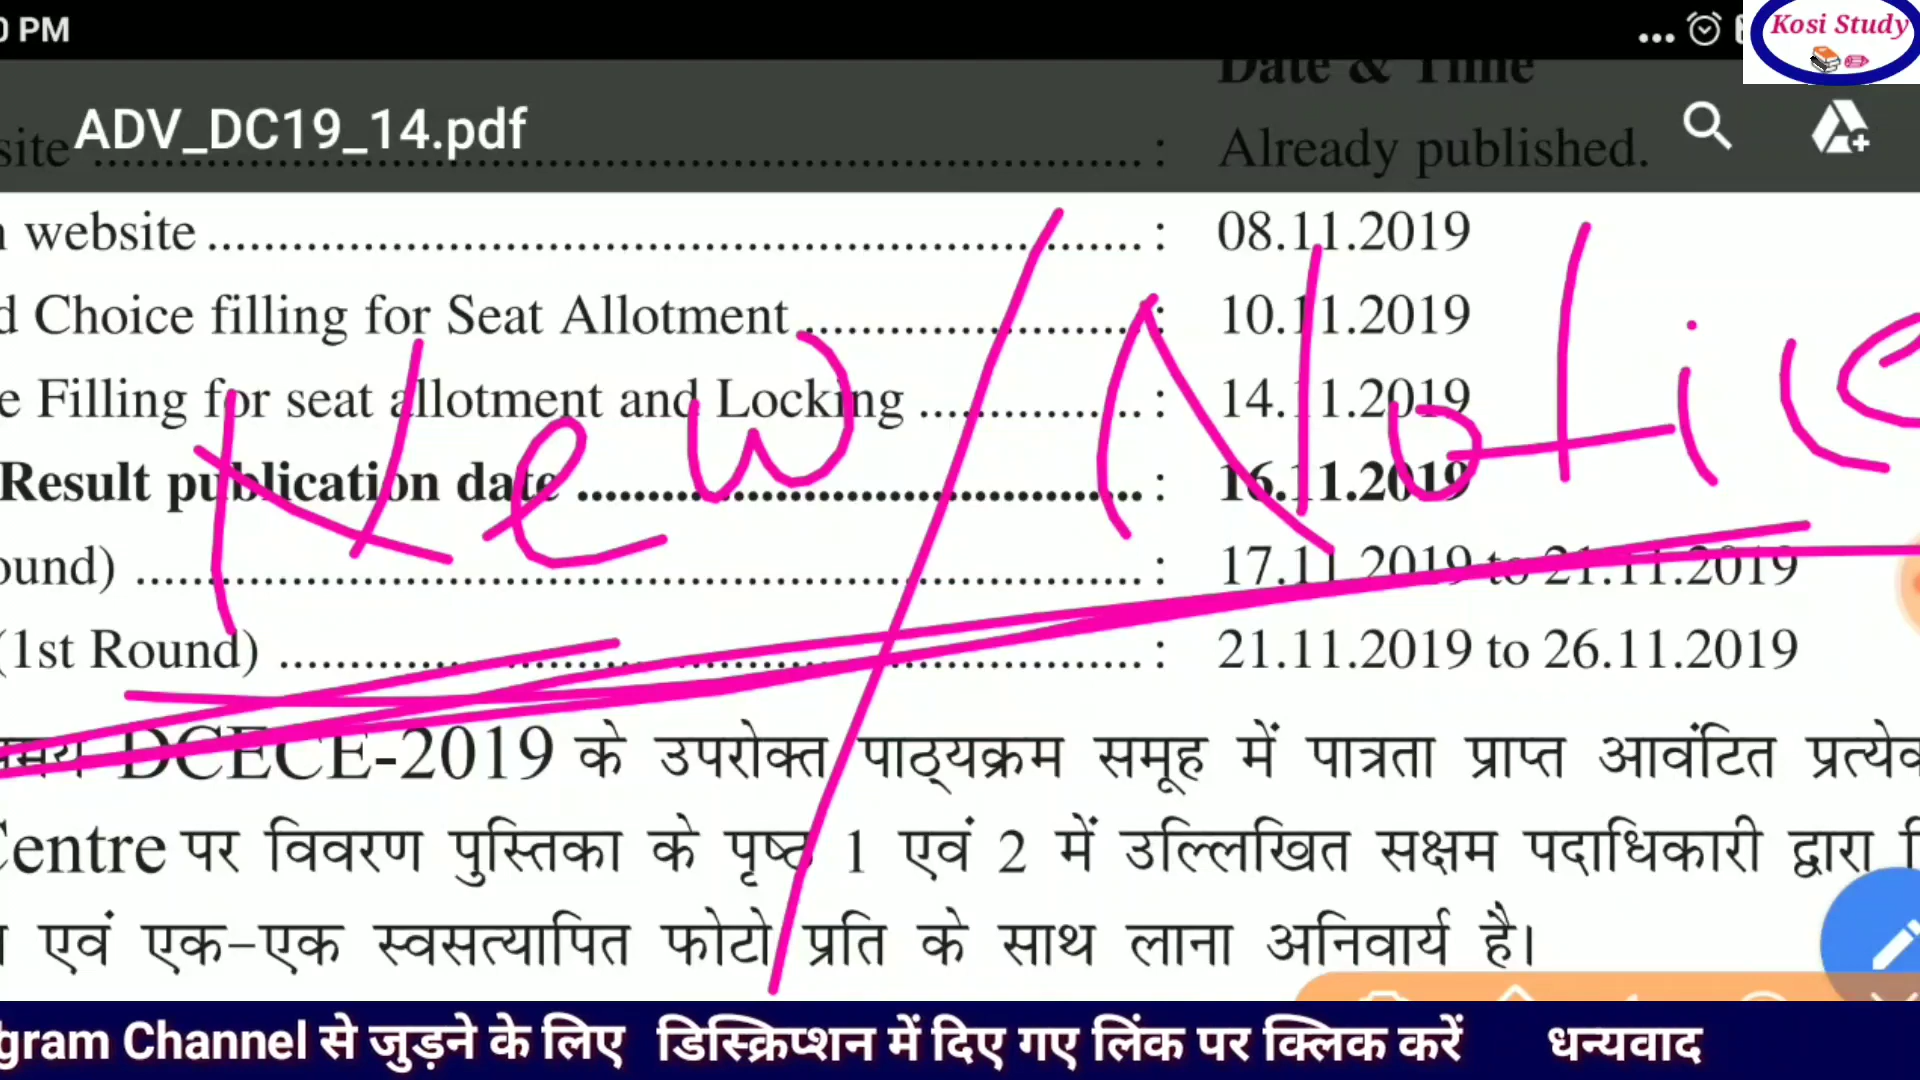 PM
Kosi Study
Date & Time
ADV_DC19_14.pdf
site ........ : Already published.
website ........ : 08.11.2019
d Choice filling for Seat Allotment ........ : 10.11.2019
e Filling for seat allotment and Locking ........ : 14.11.2019
Result publication date ........ : 16.11.2019
ound) ........ : 17.11.2019 to 21.11.2019
(1st Round) ........ : 21.11.2019 to 26.11.2019
New / Notice
समय DCECE-2019 के उपरोक्त पाठ्यक्रम समूह में पात्रता प्राप्त आवंटित प्रत्येक
Centre पर विवरण पुस्तिका के पृष्ठ 1 एवं 2 में उल्लिखित सक्षम पदाधिकारी द्वारा
एवं एक-एक स्वसत्यापित फोटो प्रति के साथ लाना अनिवार्य है।
gram Channel से जुड़ने के लिए डिस्क्रिप्शन में दिए गए लिंक पर क्लिक करें धन्यवाद